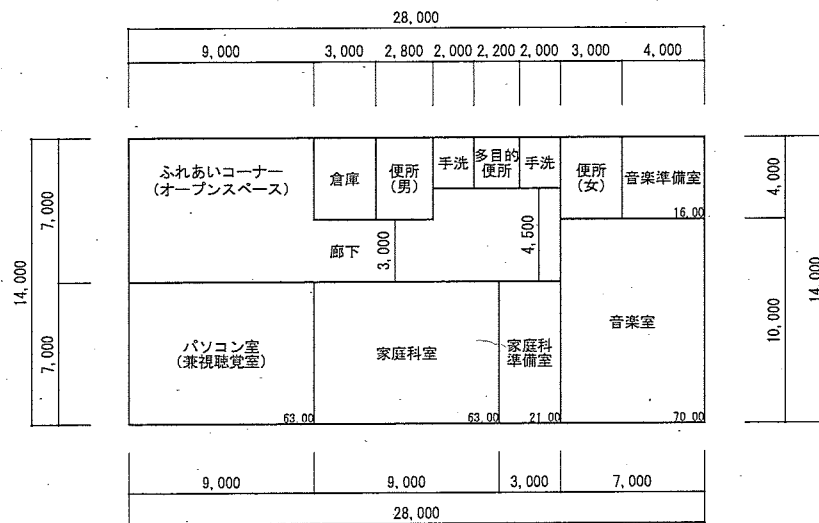 28,000
9,000 3,000 2,800 2,000 2,200 2,000 3,000 4,000
ふれあいコーナー
(オープンスペース)
倉庫
便所
(男)
手洗
多目的
便所
手洗
便所
(女)
音楽準備室
16.00
7,000
7,000
14,000
4,000
10,000
14,000
廊下
3,000
4,500
音楽室
70.00
パソコン室
(兼視聴覚室)
63.00
家庭科室
63.00
家庭科
準備室
21.00
9,000 9,000 3,000 7,000
28,000